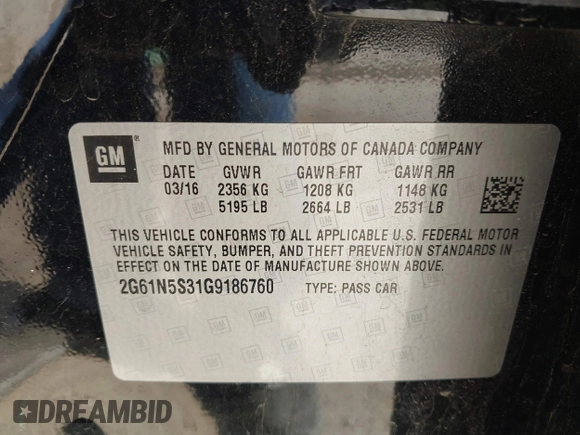 GM ® MFD BY GENERAL MOTORS OF CANADA COMPANY
DATE GVWR GAWR FRT GAWR RR
03/16 2356 KG 1208 KG 1148 KG
5195 LB 2664 LB 2531 LB
THIS VEHICLE CONFORMS TO ALL APPLICABLE U.S. FEDERAL MOTOR
VEHICLE SAFETY, BUMPER, AND THEFT PREVENTION STANDARDS IN
EFFECT ON THE DATE OF MANUFACTURE SHOWN ABOVE.
2G61N5S31G9186760 TYPE: PASS CAR
DREAMBID